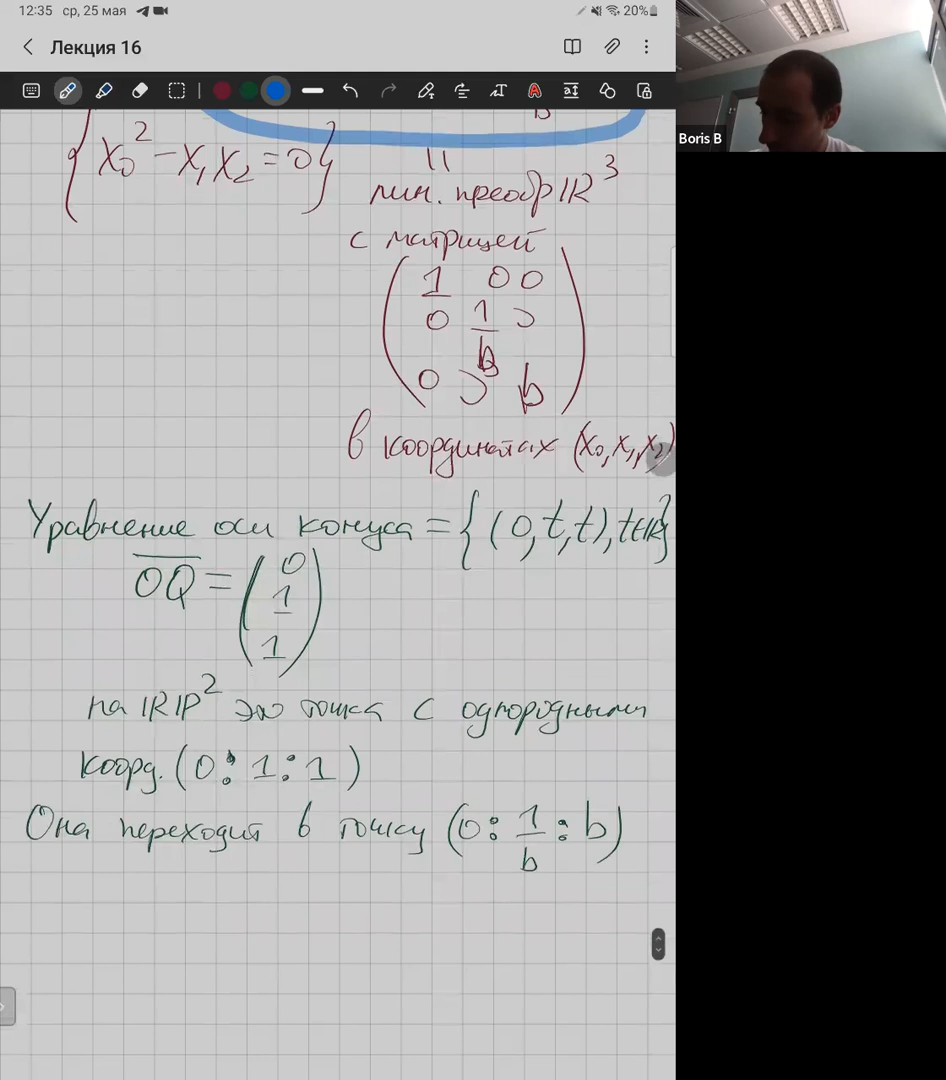 12:35 ср, 25 мая
20%
Лекция 16
Boris B
{x₀² - x₁x₂ = 0}
лин. преобр ℝ³
с матрицей
(1 0 0
0 1/b 0
0 0 b)
в координатах (x₀, x₁, x₂)
Уравнение оси конуса = {(0, t, t), t∈ℝ}
OQ = (0
1
1)
на ℝP² это точка с однородными
коорд. (0 : 1 : 1)
Она переходит в точку (0 : 1/b : b)